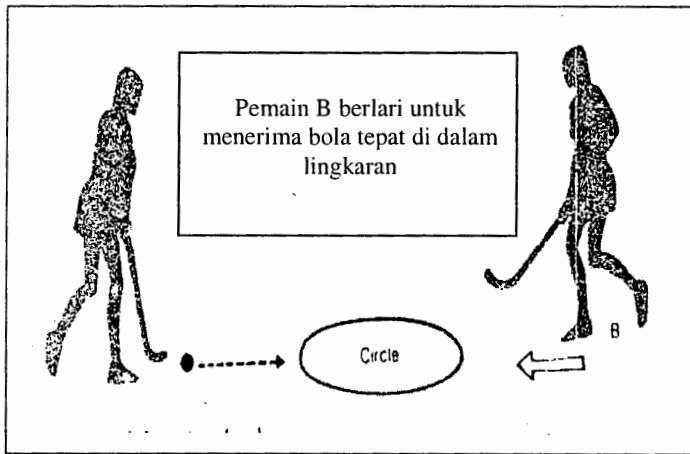 Pemain B berlari untuk
menerima bola tepat di dalam
lingkaran
B
Circle